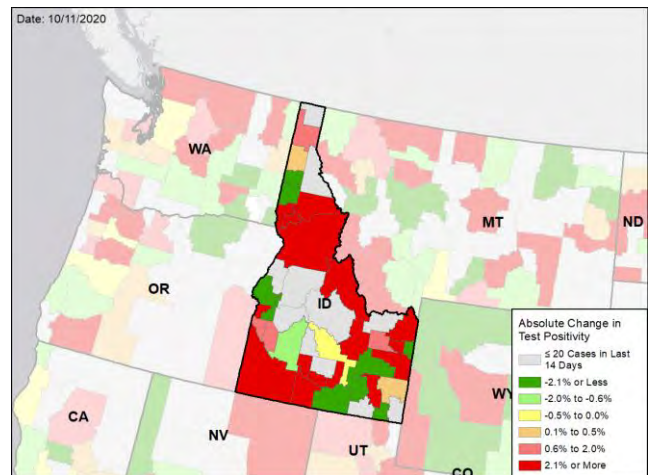 Date: 10/11/2020
WA
MT
ND
OR
ID
WY
CA
NV
UT
CO
Absolute Change in
Test Positivity
≤ 20 Cases in Last
14 Days
-2.1% or Less
-2.0% to -0.6%
-0.5% to 0.0%
0.1% to 0.5%
0.6% to 2.0%
2.1% or More